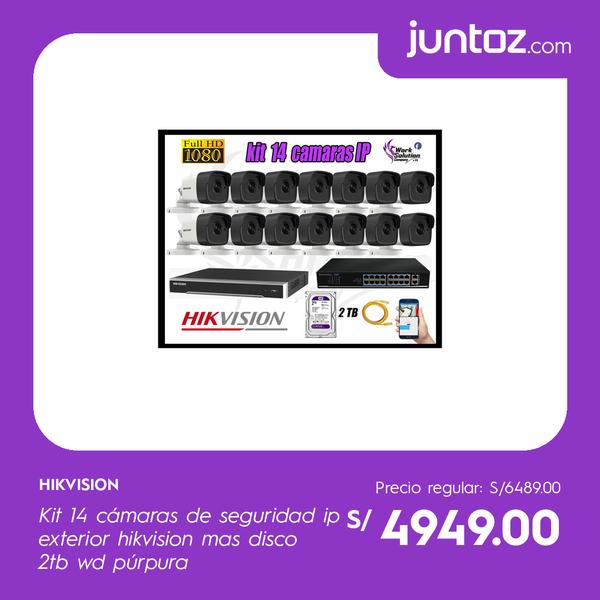 juntoz.com
Full HD
1080
kit 14 camaras IP
Work
Solution
Company
HIKVISION
2 TB
HIKVISION
Precio regular: S/6489.00
Kit 14 cámaras de seguridad ip
exterior hikvision mas disco
2tb wd púrpura
S/ 4949.00